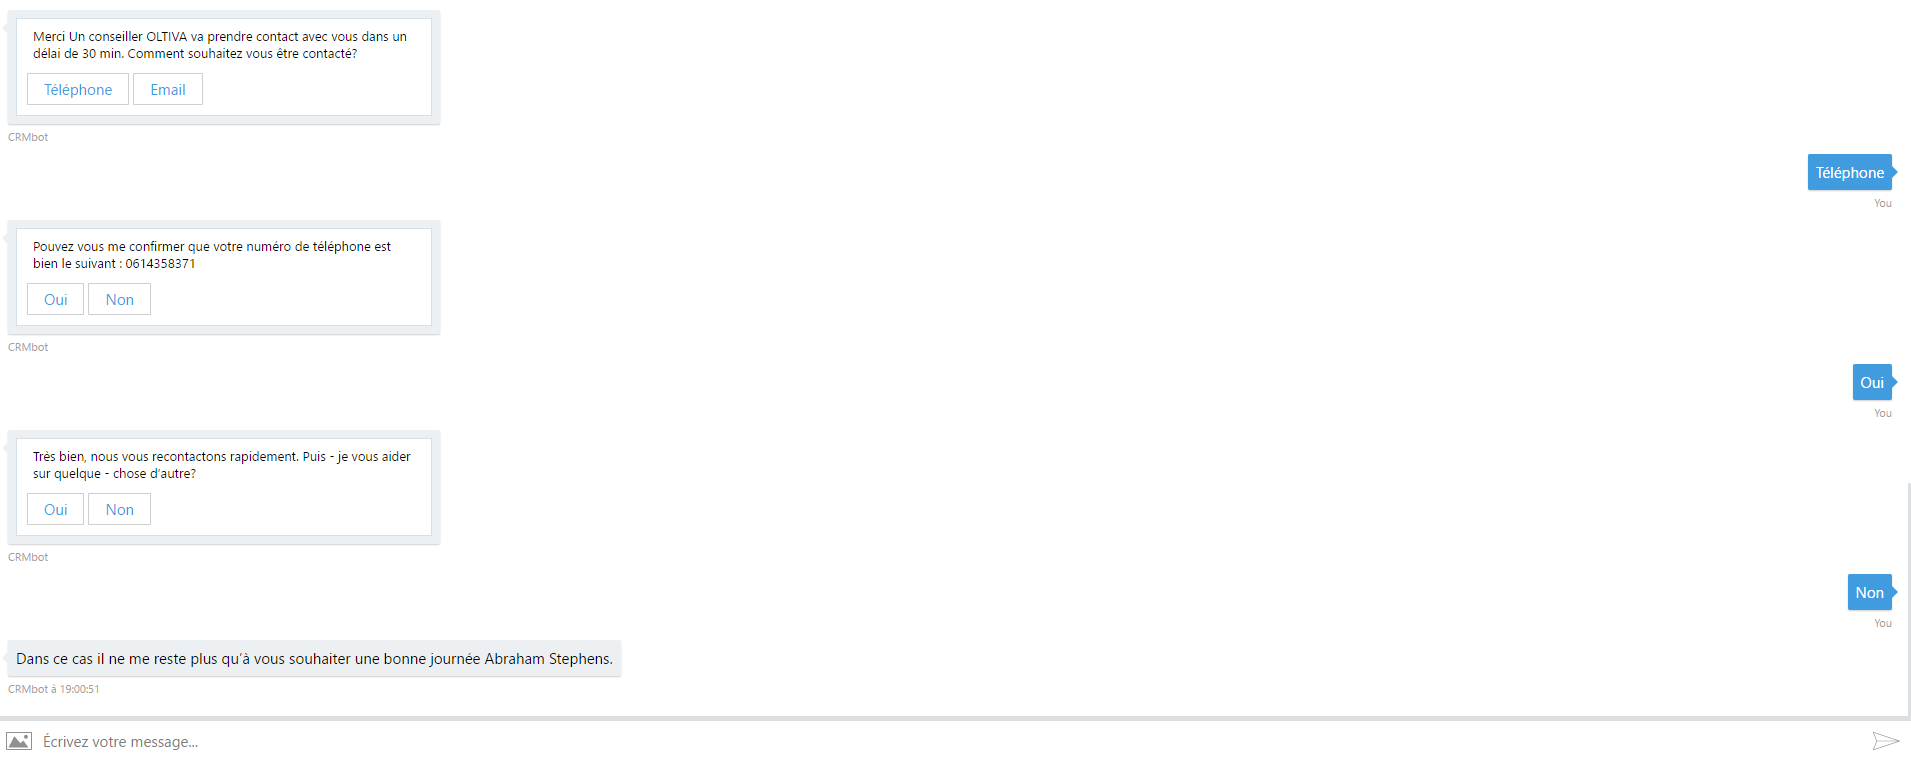 Merci Un conseiller OLTIVA va prendre contact avec vous dans un
délai de 30 min. Comment souhaitez vous être contacté?
Téléphone Email
CRMbot
Téléphone
You
Pouvez vous me confirmer que votre numéro de téléphone est
bien le suivant : 0614358371
Oui Non
CRMbot
Oui
You
Très bien, nous vous recontactons rapidement. Puis - je vous aider
sur quelque - chose d'autre?
Oui Non
CRMbot
Non
You
Dans ce cas il ne me reste plus qu'à vous souhaiter une bonne journée Abraham Stephens.
CRMbot à 19:00:51
Écrivez votre message...